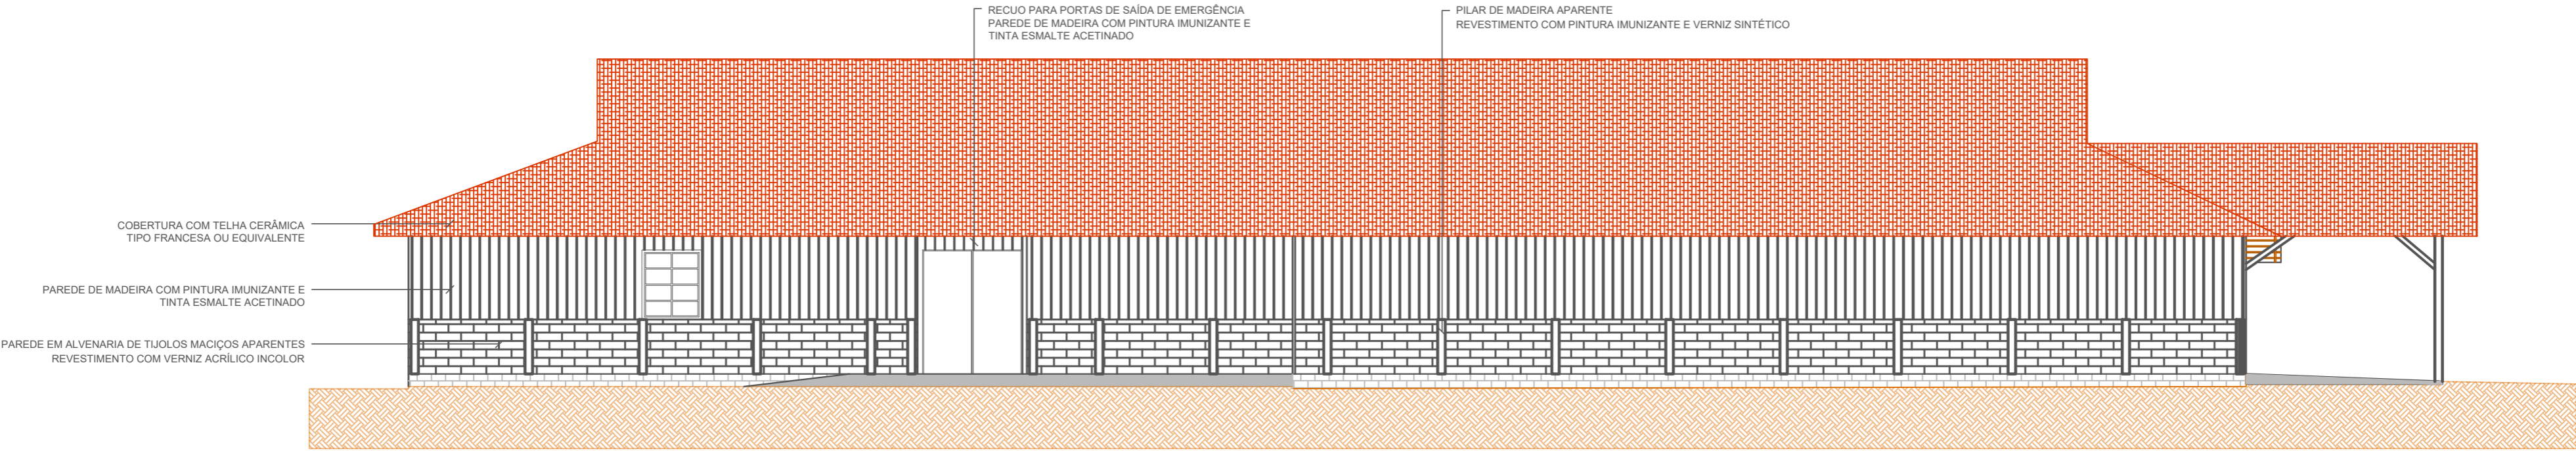 RECUO PARA PORTAS DE SAÍDA DE EMERGÊNCIA
PAREDE DE MADEIRA COM PINTURA IMUNIZANTE E
TINTA ESMALTE ACETINADO
PILAR DE MADEIRA APARENTE
REVESTIMENTO COM PINTURA IMUNIZANTE E VERNIZ SINTÉTICO
COBERTURA COM TELHA CERÂMICA
TIPO FRANCESA OU EQUIVALENTE
PAREDE DE MADEIRA COM PINTURA IMUNIZANTE E
TINTA ESMALTE ACETINADO
PAREDE EM ALVENARIA DE TIJOLOS MACIÇOS APARENTES
REVESTIMENTO COM VERNIZ ACRÍLICO INCOLOR